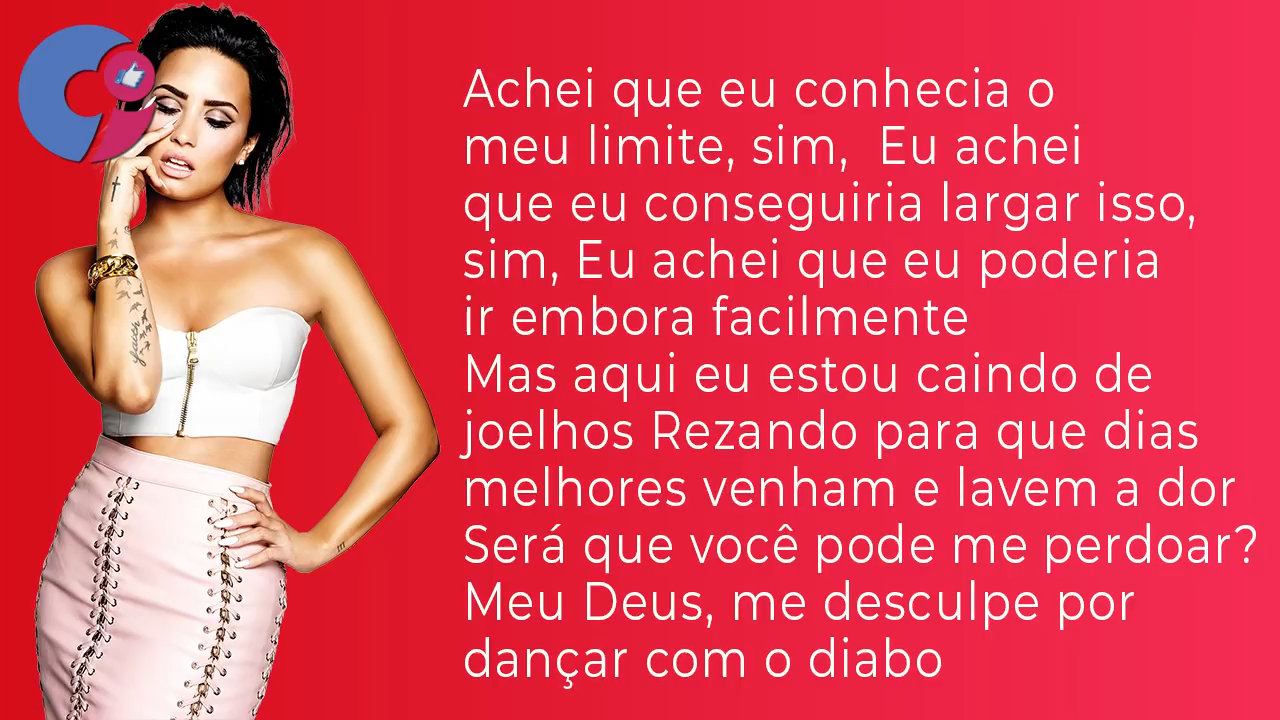 Achei que eu conhecia o
meu limite, sim,  Eu achei
que eu conseguiria largar isso,
sim, Eu achei que eu poderia
ir embora facilmente
Mas aqui eu estou caindo de
joelhos Rezando para que dias
melhores venham e lavem a dor
Será que você pode me perdoar?
Meu Deus, me desculpe por
dançar com o diabo
faith